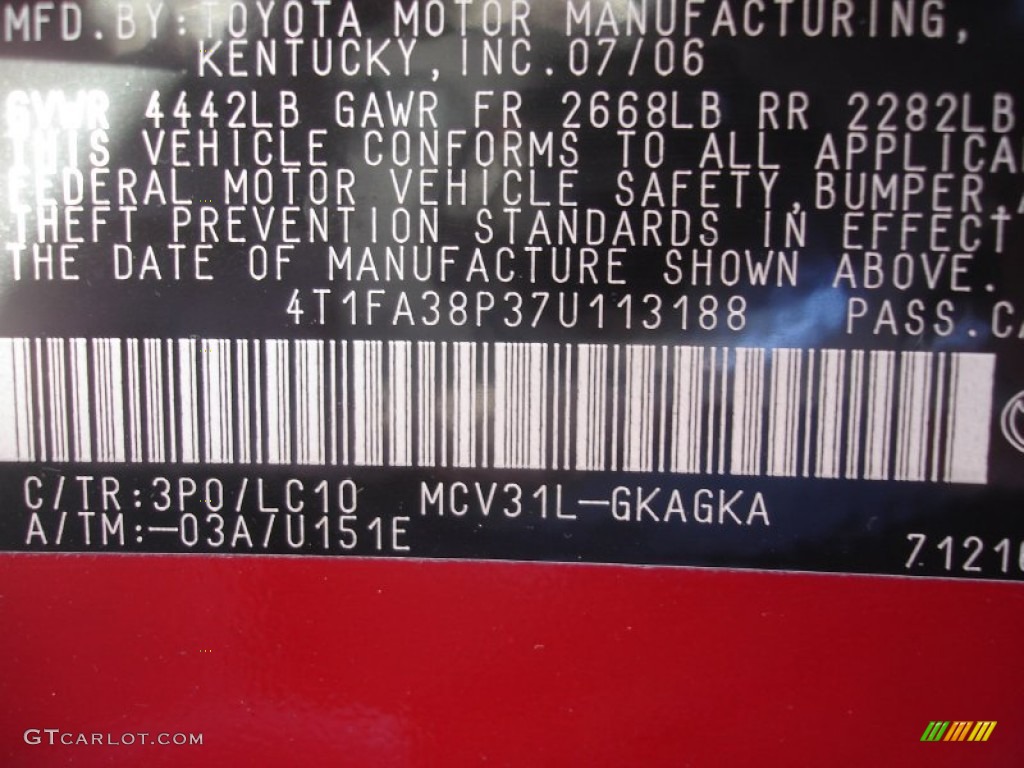 MFD.BY:TOYOTA MOTOR MANUFACTURING,
KENTUCKY,INC.07/06
GVWR 4442LB GAWR FR 2668LB RR 2282LB
THIS VEHICLE CONFORMS TO ALL
FEDERAL MOTOR VEHICLE SAFETY,BUMPER,
THEFT PREVENTION STANDARDS IN EFFECT
THE DATE OF MANUFACTURE SHOWN ABOVE.
4T1FA38P37U113188 PASS.
C/TR:3P0/LC10 MCV31L-GKAGKA
A/TM:-03A/U151E
GTCARLOT.COM